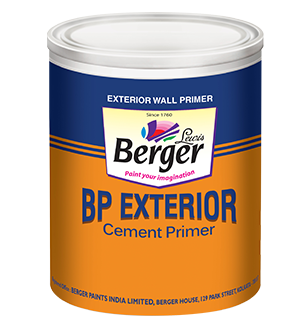 EXTERIOR WALL PRIMER
Since 1760
Lewis
Berger
Paint your imagination
BP EXTERIOR
Cement Primer
BERGER PAINTS INDIA LIMITED, BERGER HOUSE, 129 PARK STREET, KOLKATA